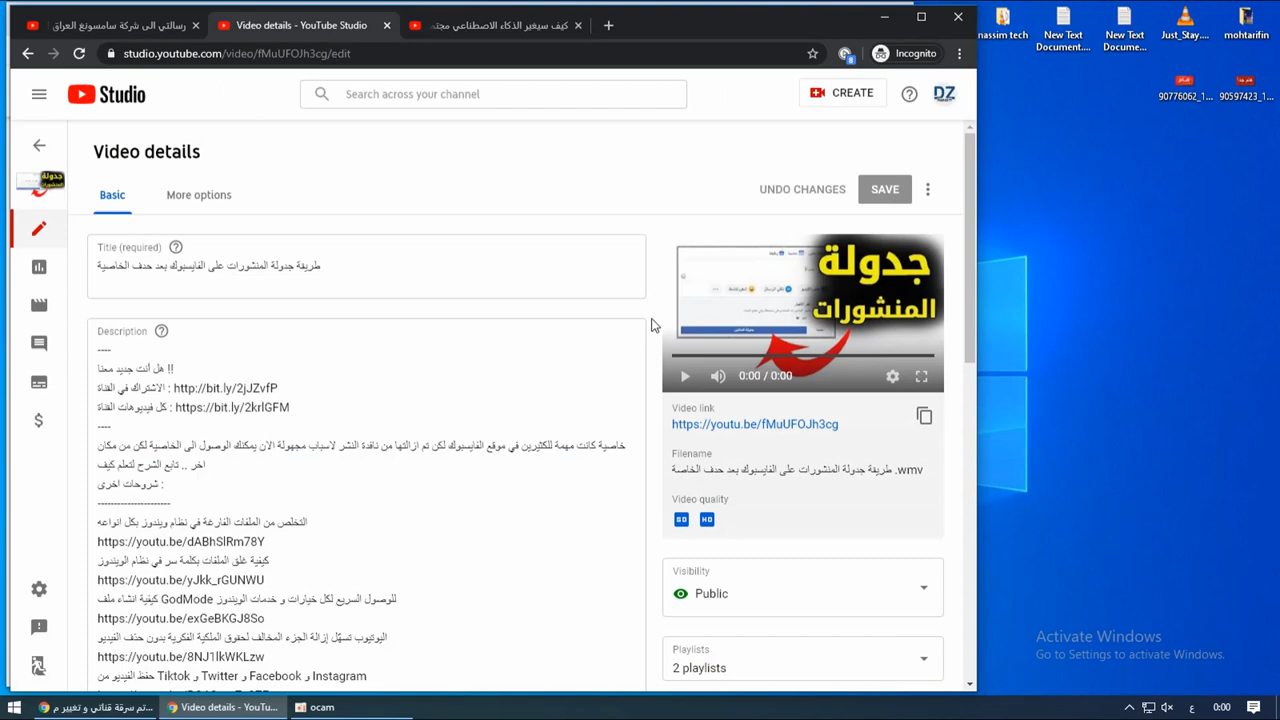 رسالتي الى شركة سامسونغ العراق
Video details - YouTube Studio
كيف سيغير الذكاء الاصطناعي مجتم
studio.youtube.com/video/fMuUFOJh3cg/edit
Incognito
nassim tech
New Text Document....
New Text Docume...
Just_Stay....
mohtarifin
90776062_1...
90597423_1...
Studio
Search across your channel
CREATE
DZ
Video details
Basic
More options
UNDO CHANGES
SAVE
Title (required)
طريقة جدولة المنشورات على الفايسبوك بعد حدف الخاصية
Description
----
هل أنت جديد معنا !!
الاشتراك في القناة : http://bit.ly/2jJZvfP
كل فيديوهات القناة : https://bit.ly/2krlGFM
----
خاصية كانت مهمة للكثيرين في موقع الفايسبوك لكن تم ازالتها من نافدة النشر لاسباب مجهولة الان يمكنك الوصول الى الخاصية لكن من مكان
اخر .. تابع الشرح لتعلم كيف
شروحات اخرى :
----------------------
التخلص من الملفات الفارغة في نظام ويندوز بكل انواعه
https://youtu.be/dABhSlRm78Y
كيفية غلق الملفات بكلمة سر في نظام الويندوز
https://youtu.be/yJkk_rGUNWU
كيفية انشاء ملف GodMode للوصول السريع لكل خيارات و خدمات الويندوز
https://youtu.be/exGeBKGJ8So
اليوتيوب تسهّل إزالة الجزء المخالف لحقوق الملكية الفكرية بدون حذف الفيديو
https://youtu.be/8NJ1lkWKLzw
حفظ الفيديو من Tiktok و Twitter و Facebook و Instagram
جدولة
المنشورات
0:00 / 0:00
Video link
https://youtu.be/fMuUFOJh3cg
Filename
طريقة جدولة المنشورات على الفايسبوك بعد حدف الخاصة .wmv
Video quality
SD
HD
Visibility
Public
Playlists
2 playlists
Activate Windows
Go to Settings to activate Windows.
تم سرقة قناتي و تغيير م...
Video details - YouTu...
ocam
ع
0:00